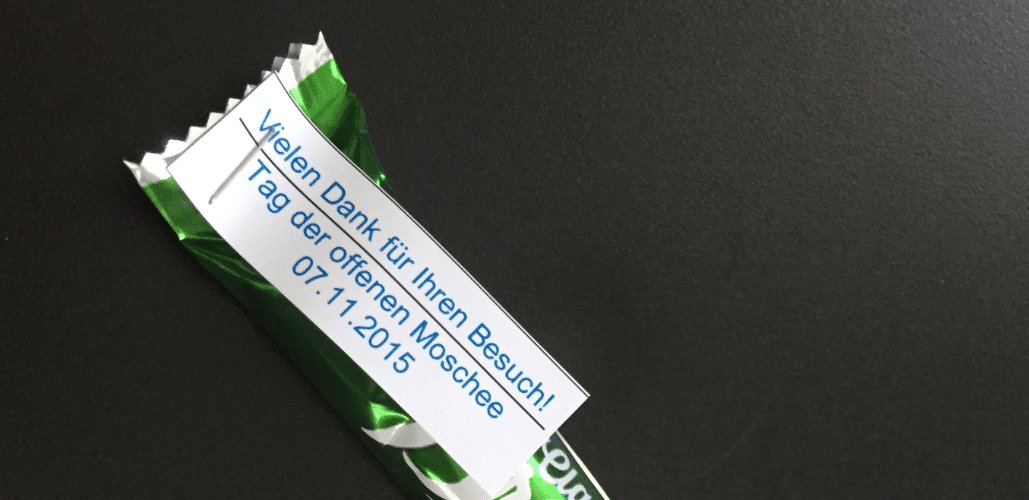 Vielen Dank für Ihren Besuch!
Tag der offenen Moschee
07.11.2015